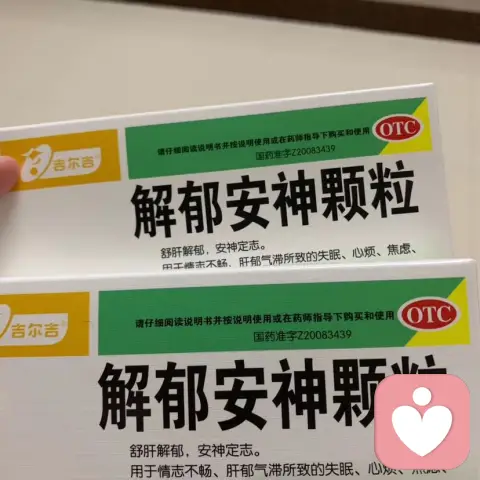 吉尔吉
请仔细阅读说明书并按说明使用或在药师指导下购买和使用
OTC
国药准字Z20083439
解郁安神颗粒
舒肝解郁，安神定志。
用于情志不畅、肝郁气滞所致的失眠、心烦、焦虑、
吉尔吉
请仔细阅读说明书并按说明使用或在药师指导下购买和使用
OTC
国药准字Z20083439
解郁安神颗粒
舒肝解郁，安神定志。
用于情志不畅、肝郁气滞所致的失眠、心烦、焦虑、